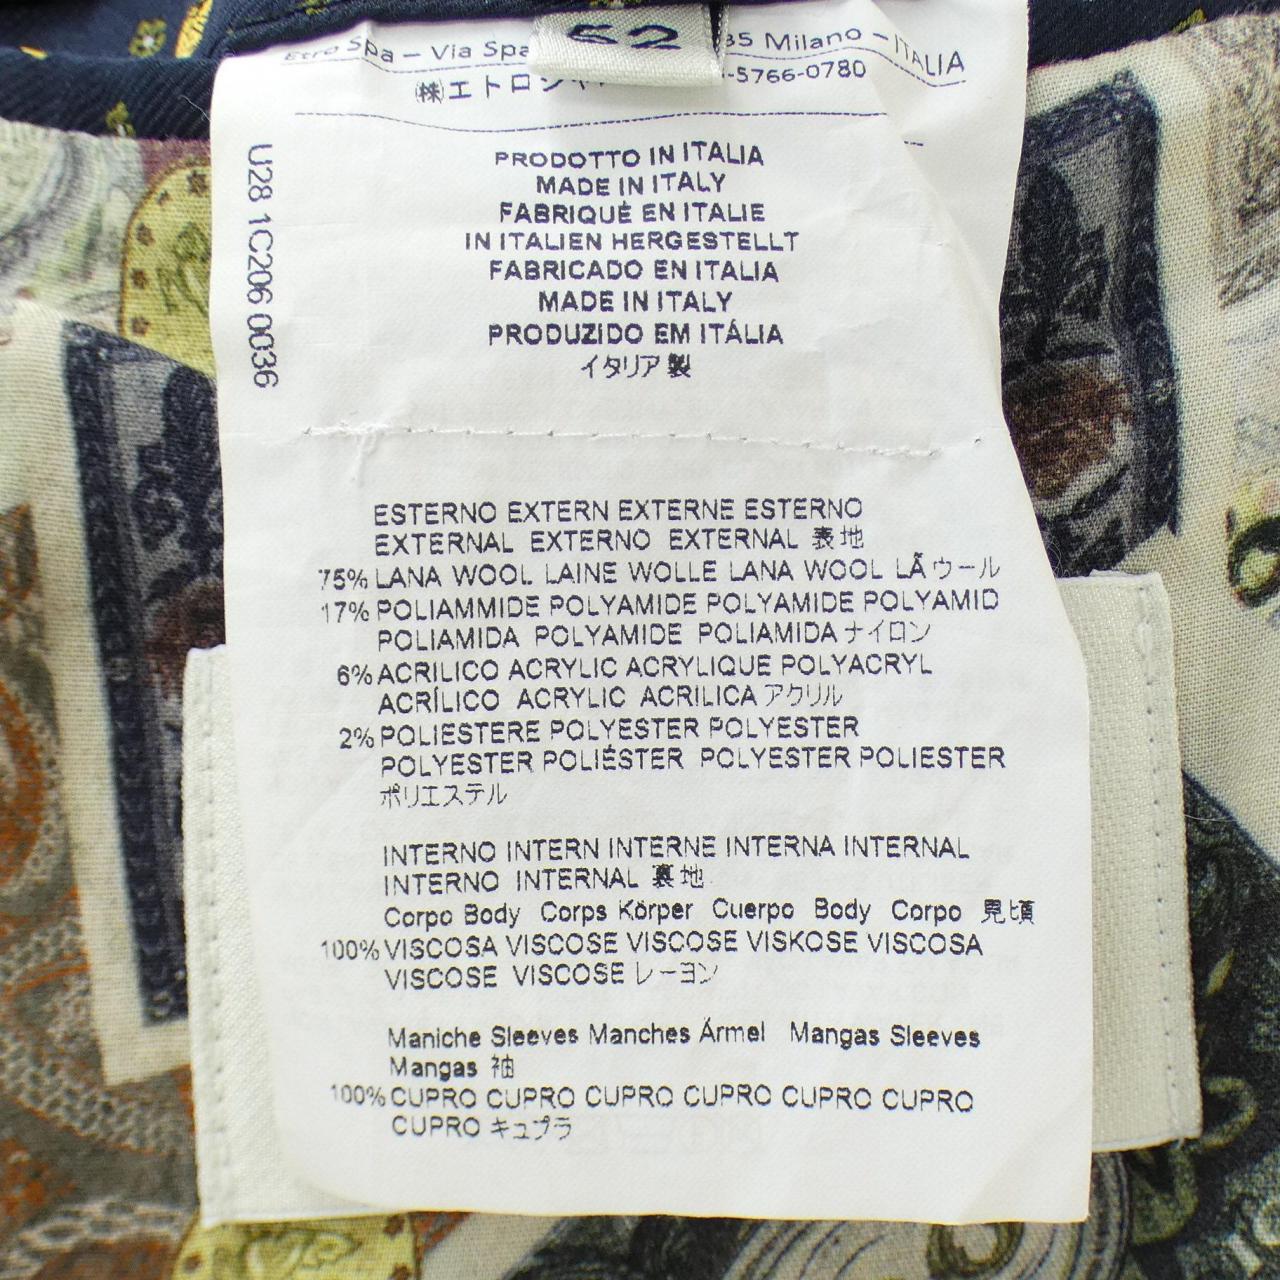 Etro Spa – Via Spa 52 35 Milano – ITALIA
㈱エトロジャ -5766-0780
U28 1C206 0036
PRODOTTO IN ITALIA
MADE IN ITALY
FABRIQUÉ EN ITALIE
IN ITALIEN HERGESTELLT
FABRICADO EN ITALIA
MADE IN ITALY
PRODUZIDO EM ITÁLIA
イタリア製
ESTERNO EXTERN EXTERNE ESTERNO
EXTERNAL EXTERNO EXTERNAL 表地
75% LANA WOOL LAINE WOLLE LANA WOOL LÃ ウール
17% POLIAMMIDE POLYAMIDE POLYAMIDE POLYAMID
POLIAMIDA POLYAMIDE POLIAMIDA ナイロン
6% ACRILICO ACRYLIC ACRYLIQUE POLYACRYL
ACRÍLICO ACRYLIC ACRILICA アクリル
2% POLIESTERE POLYESTER POLYESTER
POLYESTER POLIÉSTER POLYESTER POLIESTER
ポリエステル
INTERNO INTERN INTERNE INTERNA INTERNAL
INTERNO INTERNAL 裏地
Corpo Body Corps Körper Cuerpo Body Corpo 見頃
100% VISCOSA VISCOSE VISCOSE VISKOSE VISCOSA
VISCOSE VISCOSE レーヨン
Maniche Sleeves Manches Ärmel Mangas Sleeves
Mangas 袖
100% CUPRO CUPRO CUPRO CUPRO CUPRO CUPRO
CUPRO キュプラ